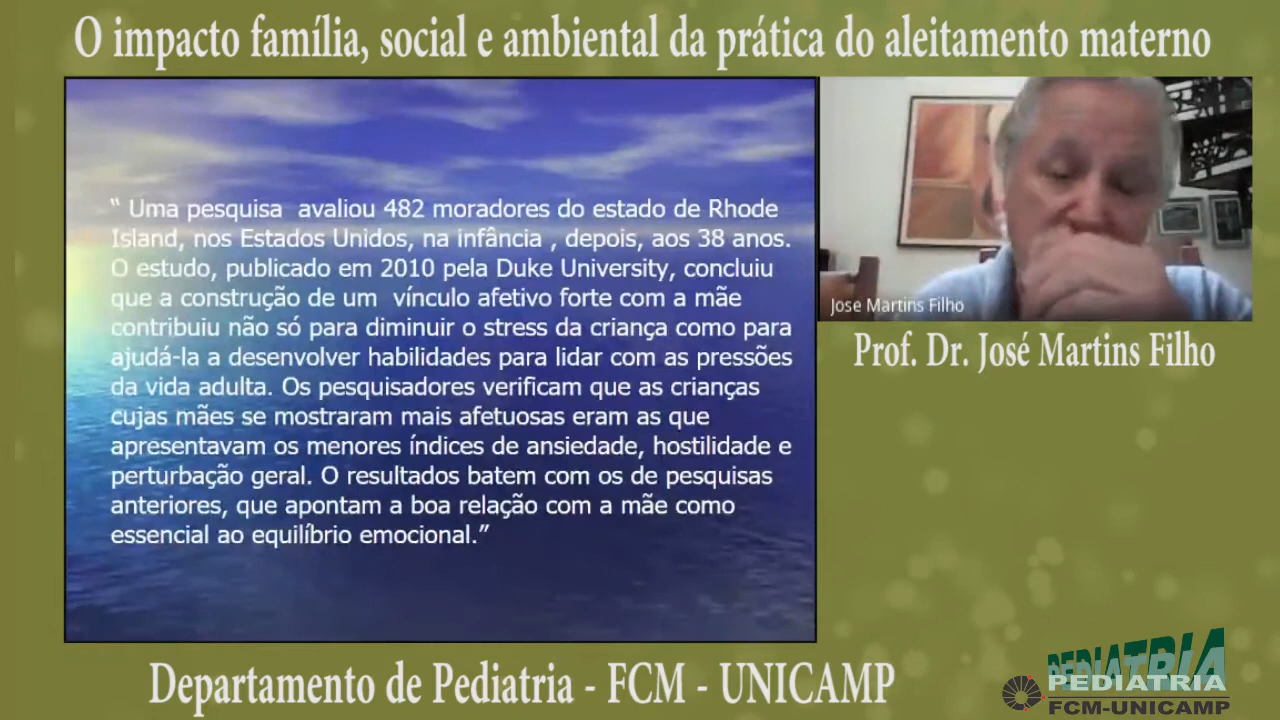 O impacto família, social e ambiental da prática do aleitamento materno
“ Uma pesquisa avaliou 482 moradores do estado de Rhode
Island, nos Estados Unidos, na infância , depois, aos 38 anos.
O estudo, publicado em 2010 pela Duke University, concluiu
que a construção de um vínculo afetivo forte com a mãe
contribuiu não só para diminuir o stress da criança como para
ajudá-la a desenvolver habilidades para lidar com as pressões
da vida adulta. Os pesquisadores verificam que as crianças
cujas mães se mostraram mais afetuosas eram as que
apresentavam os menores índices de ansiedade, hostilidade e
perturbação geral. O resultados batem com os de pesquisas
anteriores, que apontam a boa relação com a mãe como
essencial ao equilíbrio emocional.”
Jose Martins Filho
Prof. Dr. José Martins Filho
Departamento de Pediatria - FCM - UNICAMP
PEDIATRIA
PEDIATRIA
FCM-UNICAMP